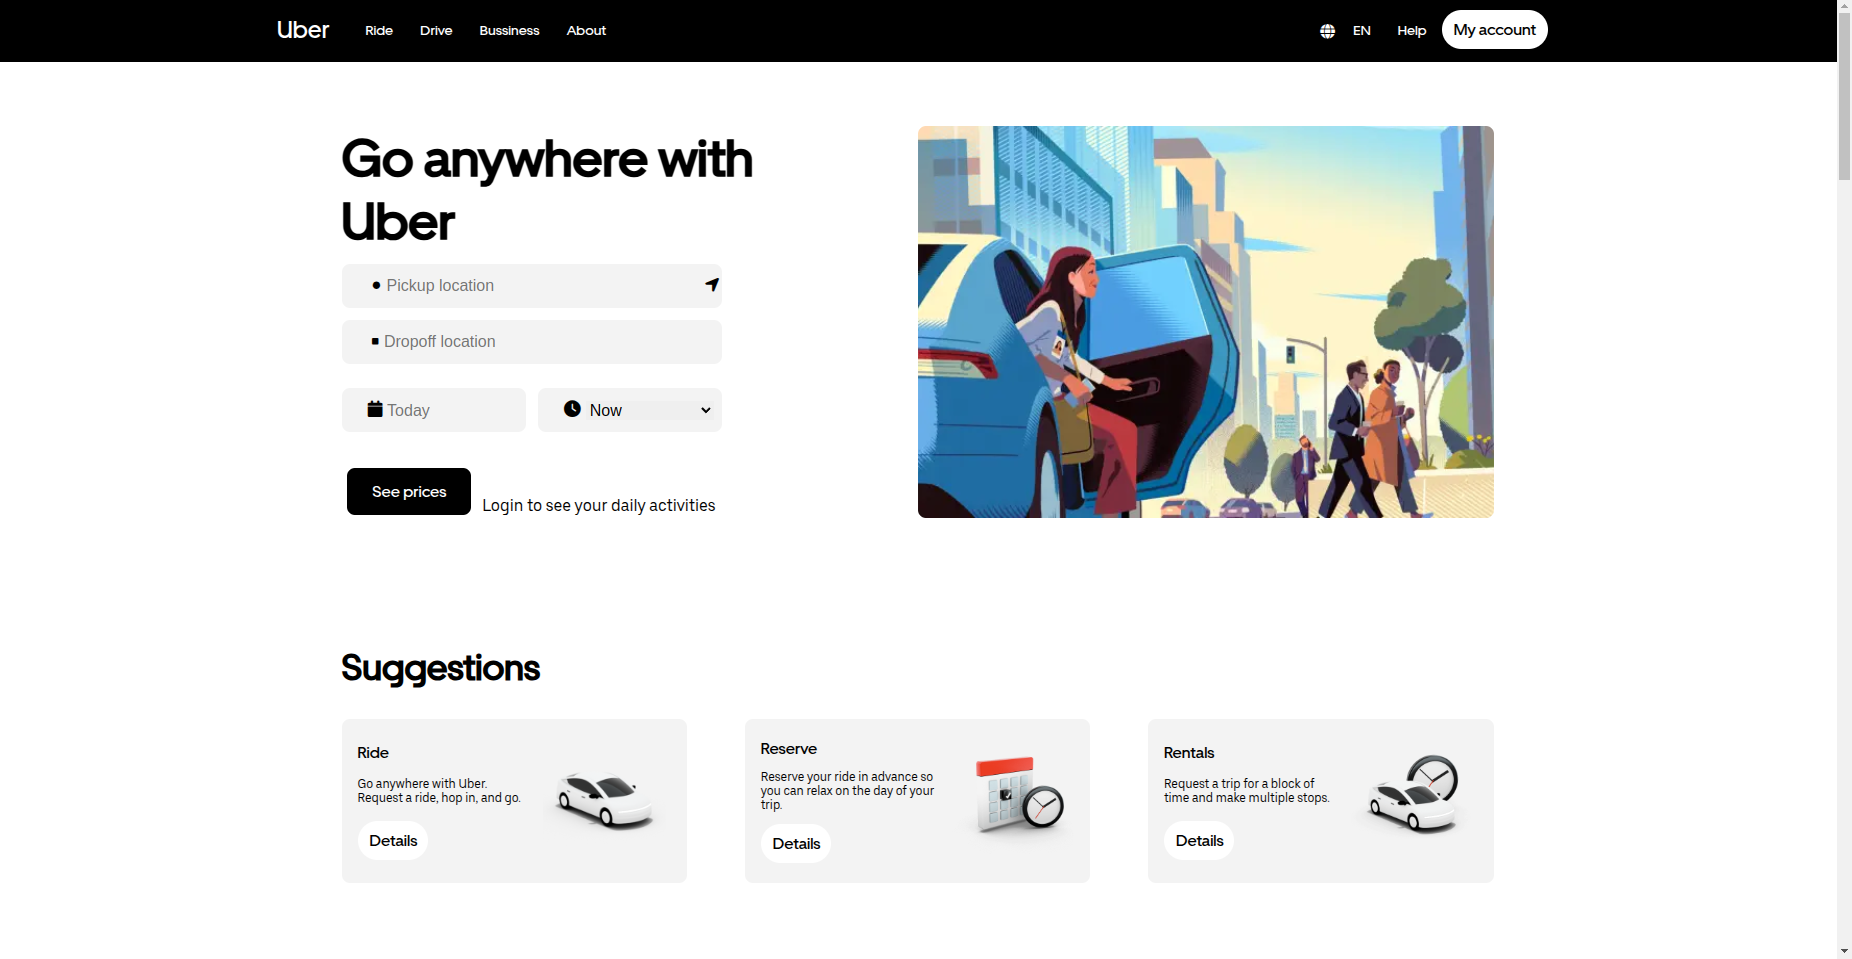 Uber
Ride
Drive
Bussiness
About
EN
Help
My account
Go anywhere with
Uber
Pickup location
Dropoff location
Today
Now
See prices
Login to see your daily activities
Suggestions
Ride
Go anywhere with Uber.
Request a ride, hop in, and go.
Details
Reserve
Reserve your ride in advance so
you can relax on the day of your
trip.
Details
Rentals
Request a trip for a block of
time and make multiple stops.
Details